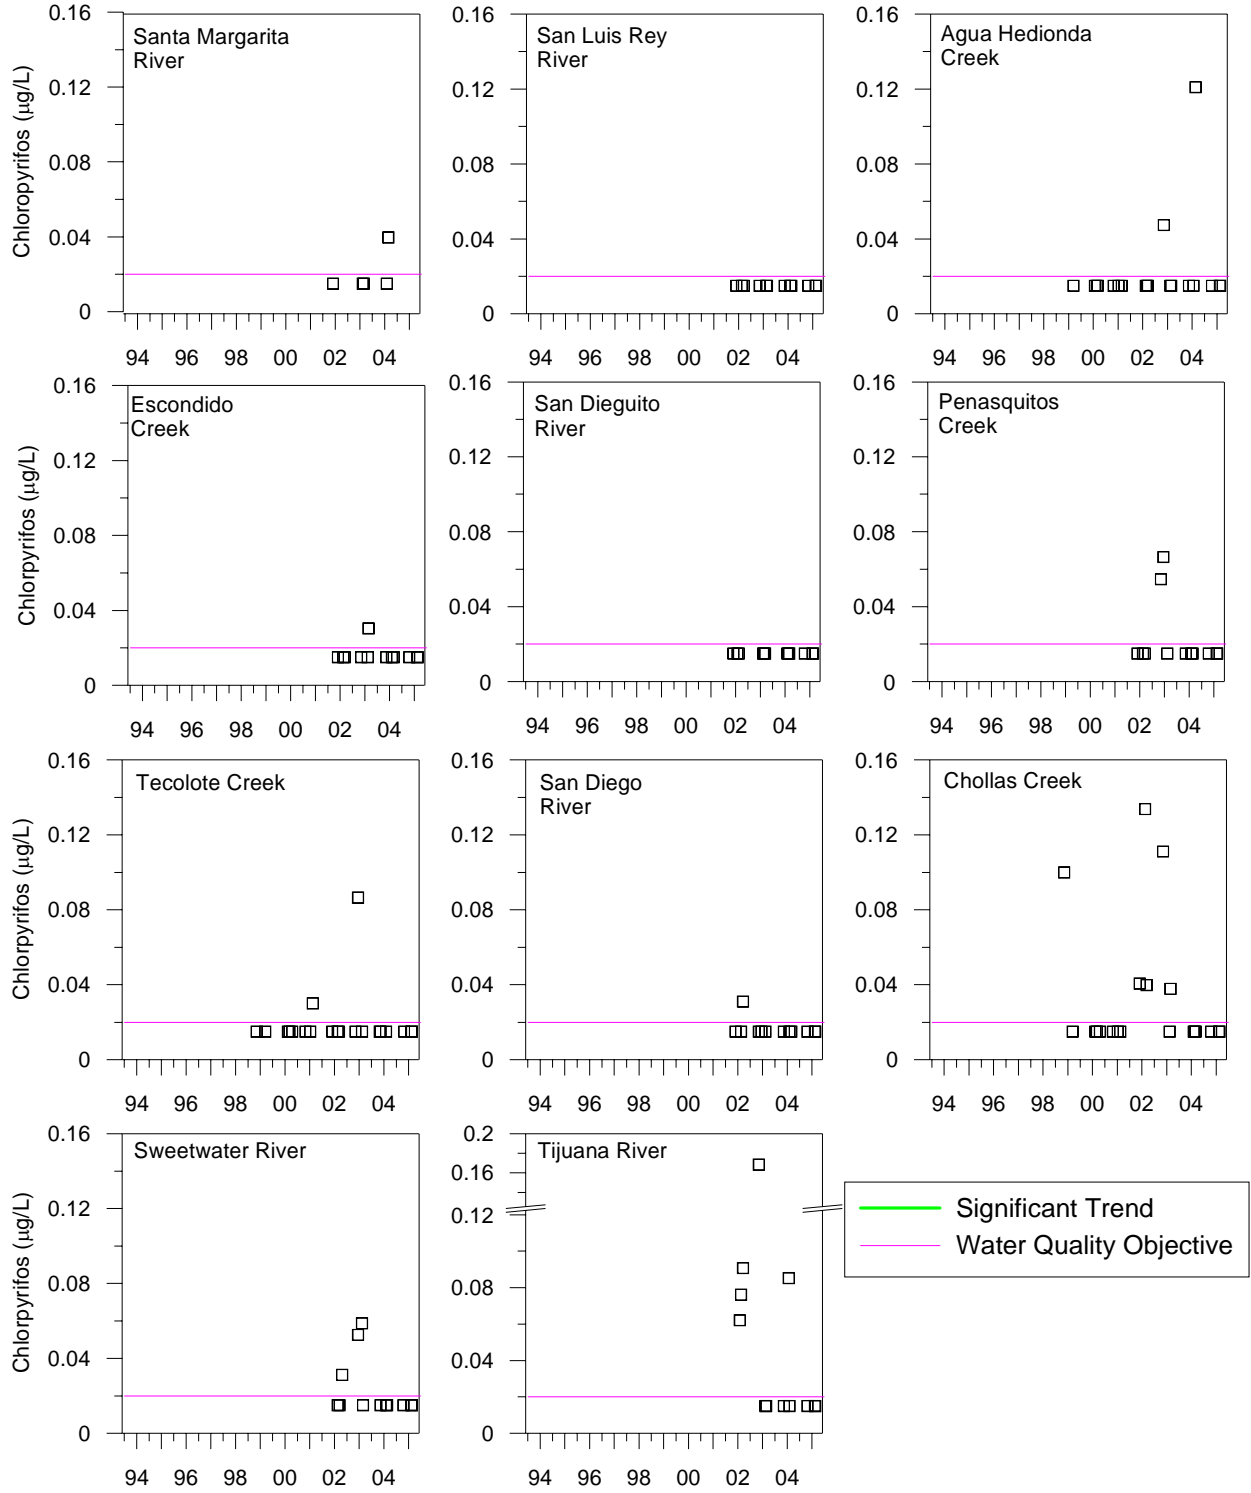 Santa Margarita
River
Chloropyrifos (µg/L)
0.16
0.12
0.08
0.04
0
94 96 98 00 02 04
San Luis Rey
River
0.16
0.12
0.08
0.04
0
94 96 98 00 02 04
Agua Hedionda
Creek
0.16
0.12
0.08
0.04
0
94 96 98 00 02 04
Escondido
Creek
Chlorpyrifos (µg/L)
0.16
0.12
0.08
0.04
0
94 96 98 00 02 04
San Dieguito
River
0.16
0.12
0.08
0.04
0
94 96 98 00 02 04
Penasquitos
Creek
0.16
0.12
0.08
0.04
0
94 96 98 00 02 04
Tecolote Creek
Chlorpyrifos (µg/L)
0.16
0.12
0.08
0.04
0
94 96 98 00 02 04
San Diego
River
0.16
0.12
0.08
0.04
0
94 96 98 00 02 04
Chollas Creek
0.16
0.12
0.08
0.04
0
94 96 98 00 02 04
Sweetwater River
Chlorpyrifos (µg/L)
0.16
0.12
0.08
0.04
0
94 96 98 00 02 04
Tijuana River
0.2
0.16
0.12
0.08
0.04
0
94 96 98 00 02 04
Significant Trend
Water Quality Objective